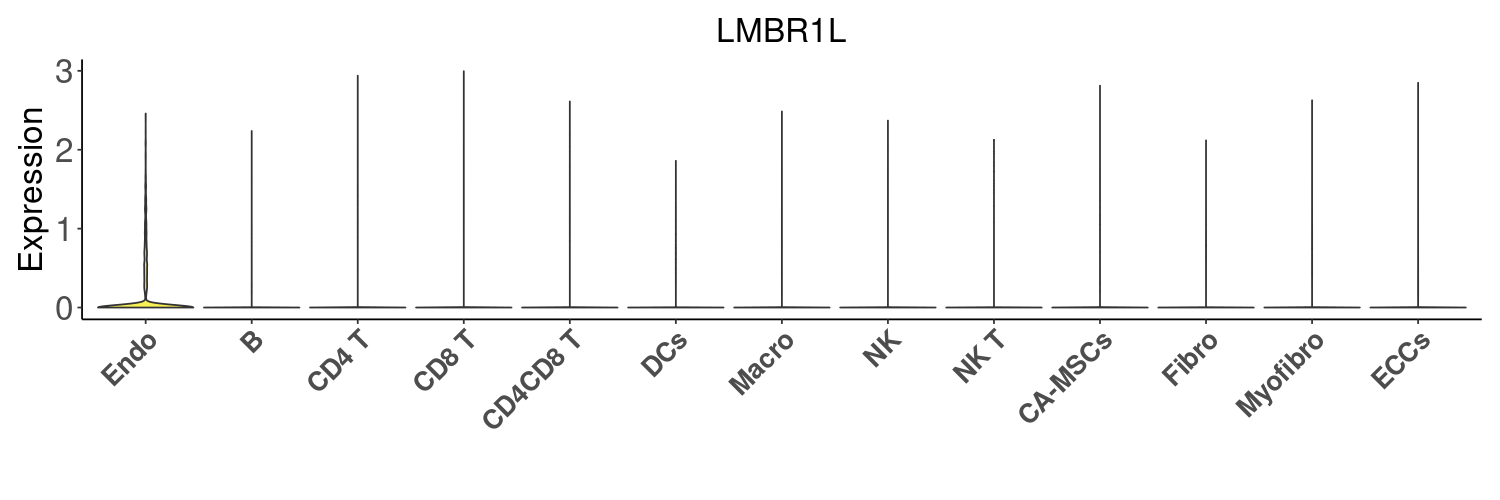 LMBR1L
Expression
3
2
1
0
Endo
B
CD4 T
CD8 T
CD4CD8 T
DCs
Macro
NK
NK T
CA-MSCs
Fibro
Myofibro
ECCs